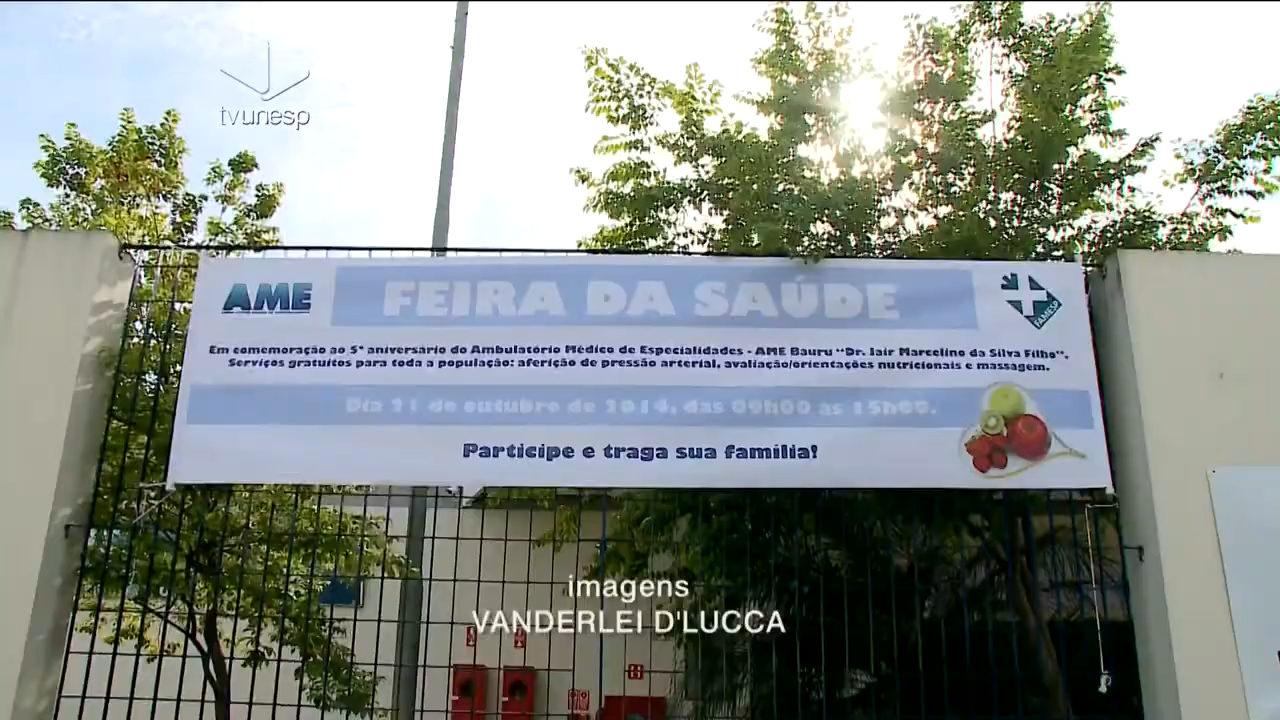 tvunesp
AME
FEIRA DA SAÚDE
FAMESP
Em comemoração ao 5º aniversário do Ambulatório Médico de Especialidades - AME Bauru "Dr. Jair Marcelino da Silva Filho".
Serviços gratuitos para toda a população: aferição de pressão arterial, avaliação/orientações nutricionais e massagem.
Dia 21 de outubro de 2014, das 09h00 as 15h00.
Participe e traga sua família!
imagens
VANDERLEI D'LUCCA